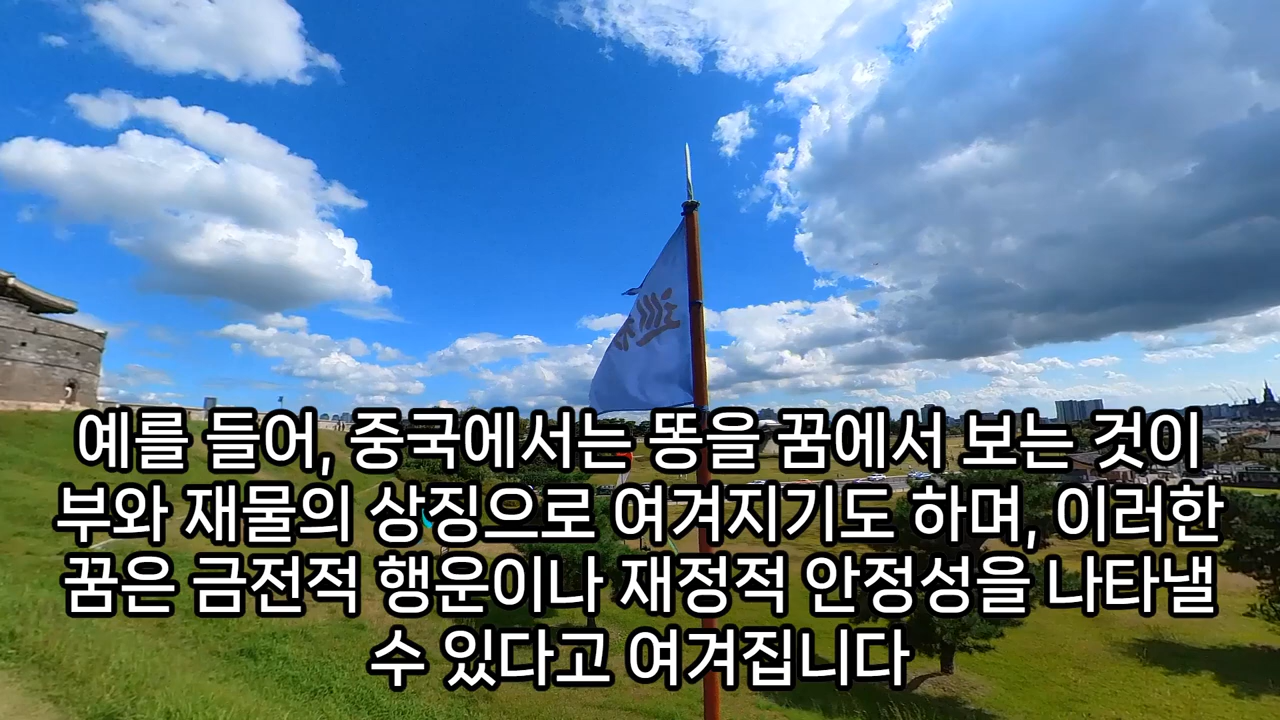 예를 들어, 중국에서는 똥을 꿈에서 보는 것이
부와 재물의 상징으로 여겨지기도 하며, 이러한
꿈은 금전적 행운이나 재정적 안정성을 나타낼
수 있다고 여겨집니다